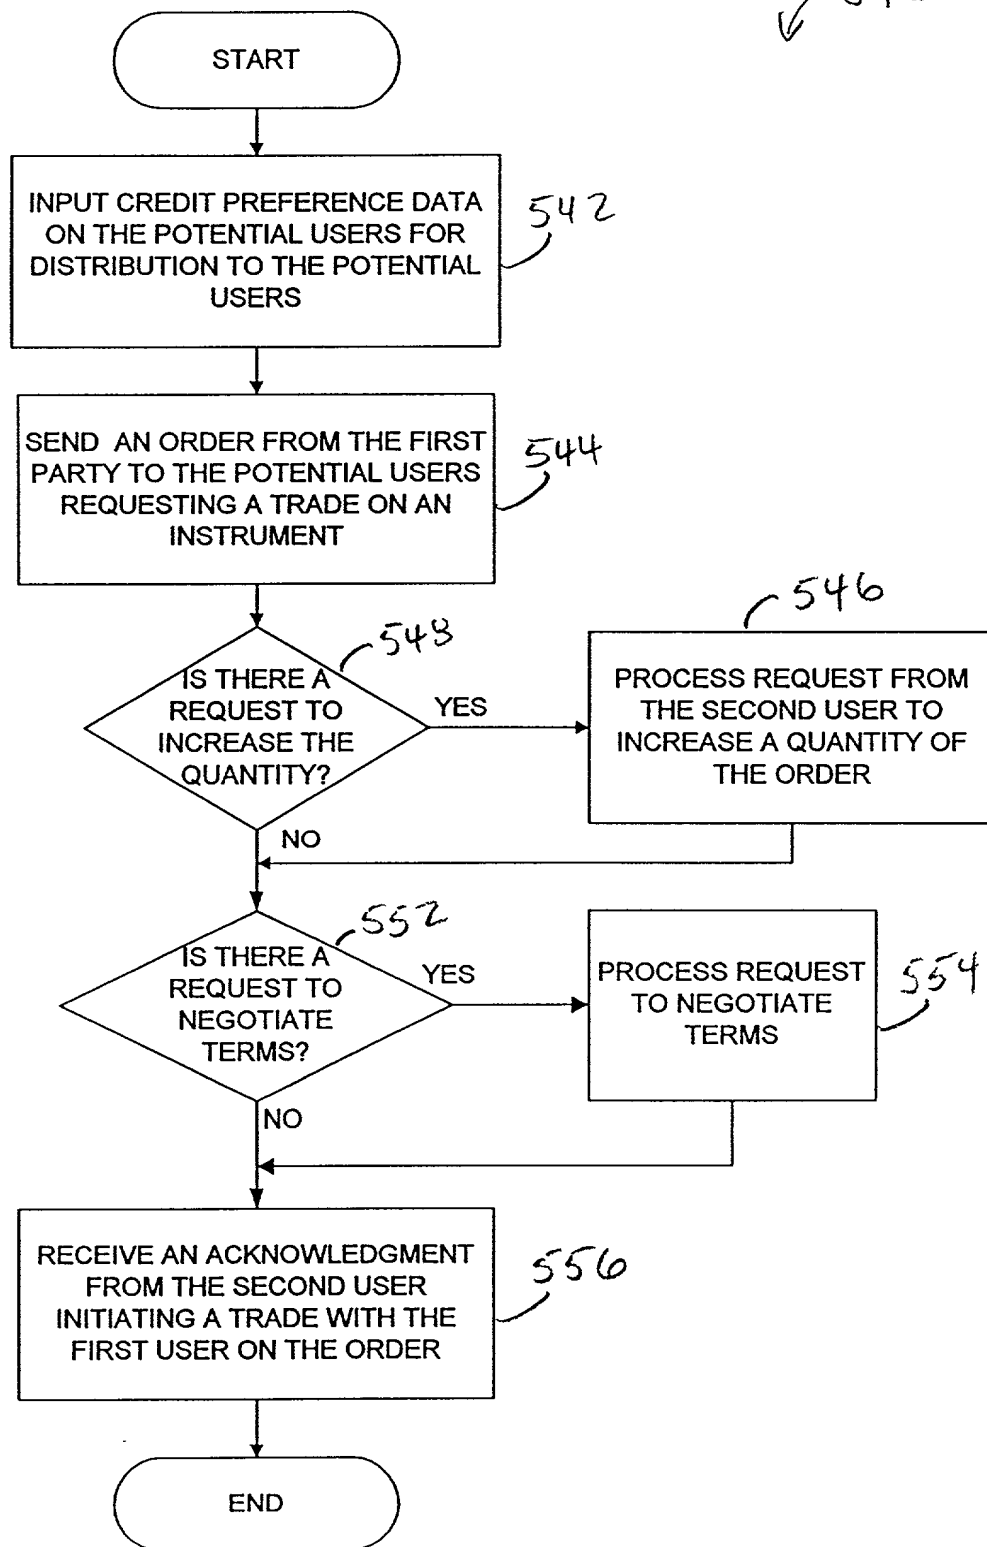 START
INPUT CREDIT PREFERENCE DATA
ON THE POTENTIAL USERS FOR
DISTRIBUTION TO THE POTENTIAL
USERS
542
SEND AN ORDER FROM THE FIRST
PARTY TO THE POTENTIAL USERS
REQUESTING A TRADE ON AN
INSTRUMENT
544
548
IS THERE A
REQUEST TO
INCREASE THE
QUANTITY?
YES
NO
546
PROCESS REQUEST FROM
THE SECOND USER TO
INCREASE A QUANTITY OF
THE ORDER
552
IS THERE A
REQUEST TO
NEGOTIATE
TERMS?
YES
NO
PROCESS REQUEST
TO NEGOTIATE
TERMS
554
RECEIVE AN ACKNOWLEDGMENT
FROM THE SECOND USER
INITIATING A TRADE WITH THE
FIRST USER ON THE ORDER
556
END